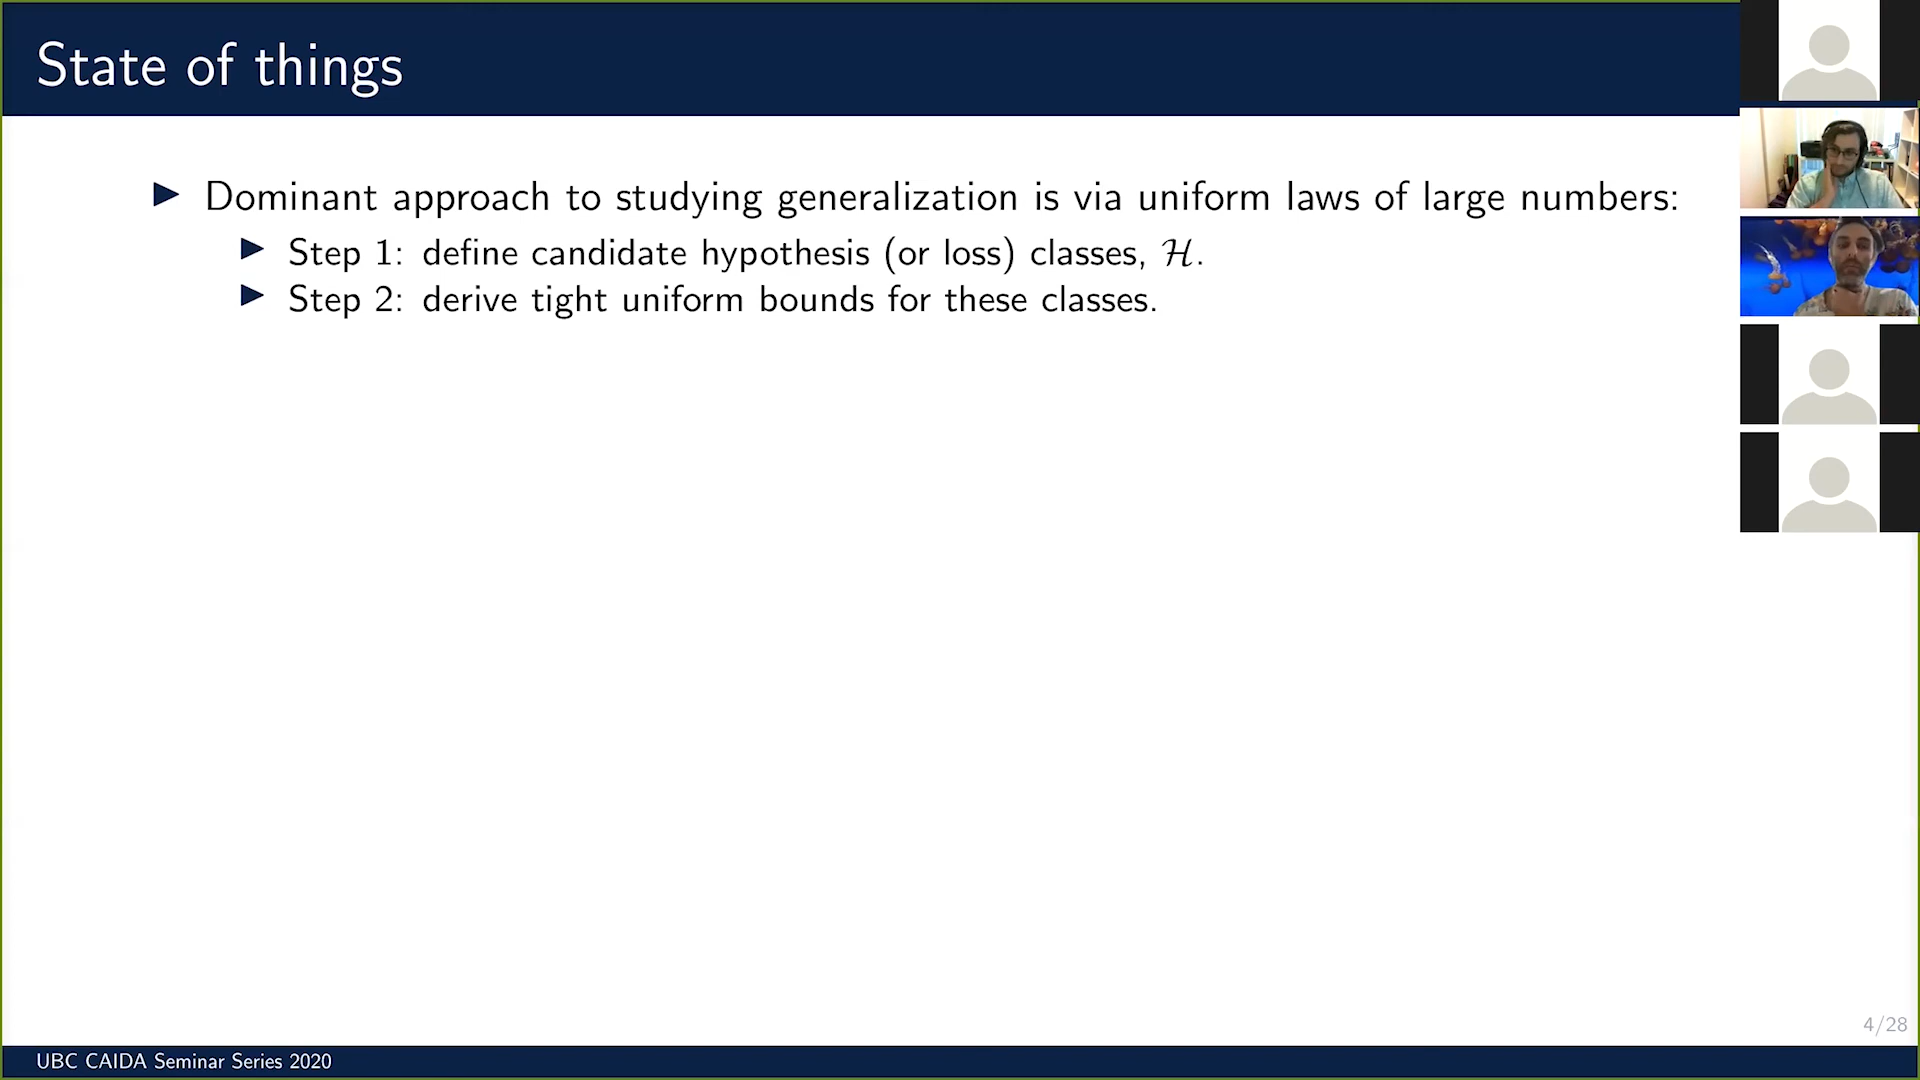 State of things
▶ Dominant approach to studying generalization is via uniform laws of large numbers:
▶ Step 1: define candidate hypothesis (or loss) classes, ℋ.
▶ Step 2: derive tight uniform bounds for these classes.
4/28
UBC CAIDA Seminar Series 2020